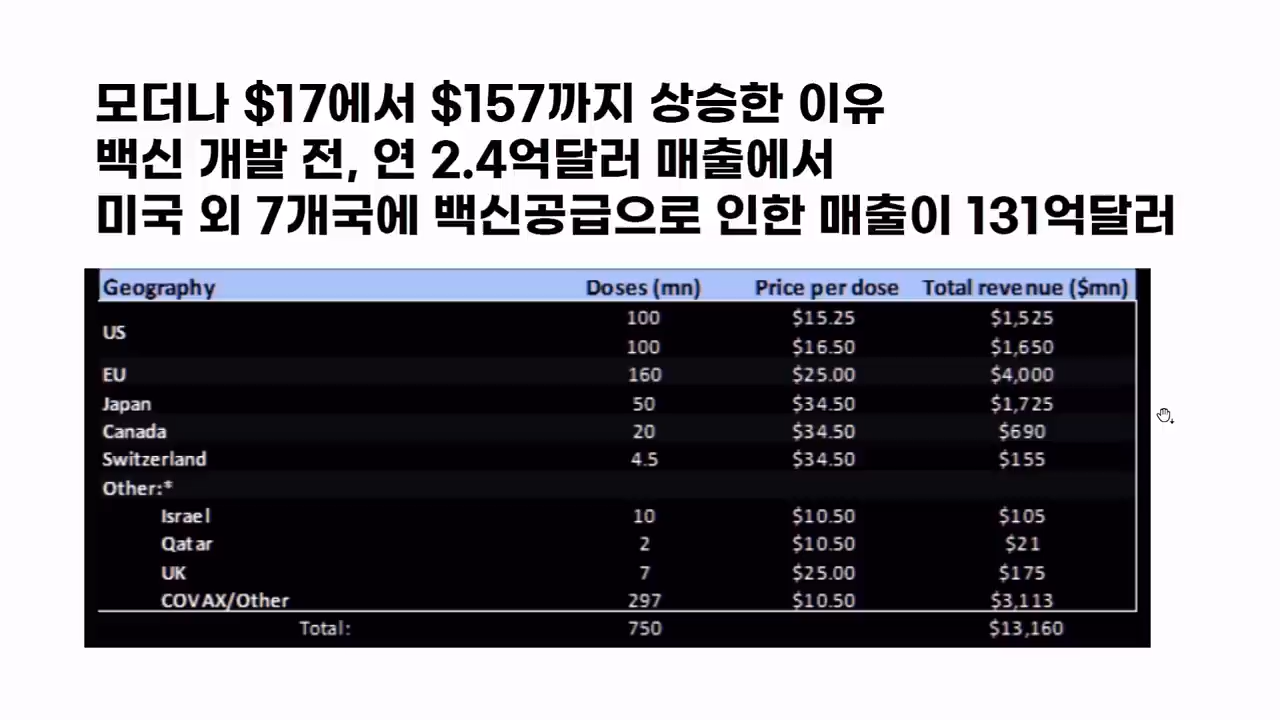 모더나 $17에서 $157까지 상승한 이유
백신 개발 전, 연 2.4억달러 매출에서
미국 외 7개국에 백신공급으로 인한 매출이 131억달러
Geography Doses (mn) Price per dose Total revenue ($mn)
US 100 $15.25 $1,525
100 $16.50 $1,650
EU 160 $25.00 $4,000
Japan 50 $34.50 $1,725
Canada 20 $34.50 $690
Switzerland 4.5 $34.50 $155
Other:*
Israel 10 $10.50 $105
Qatar 2 $10.50 $21
UK 7 $25.00 $175
COVAX/Other 297 $10.50 $3,113
Total: 750 $13,160